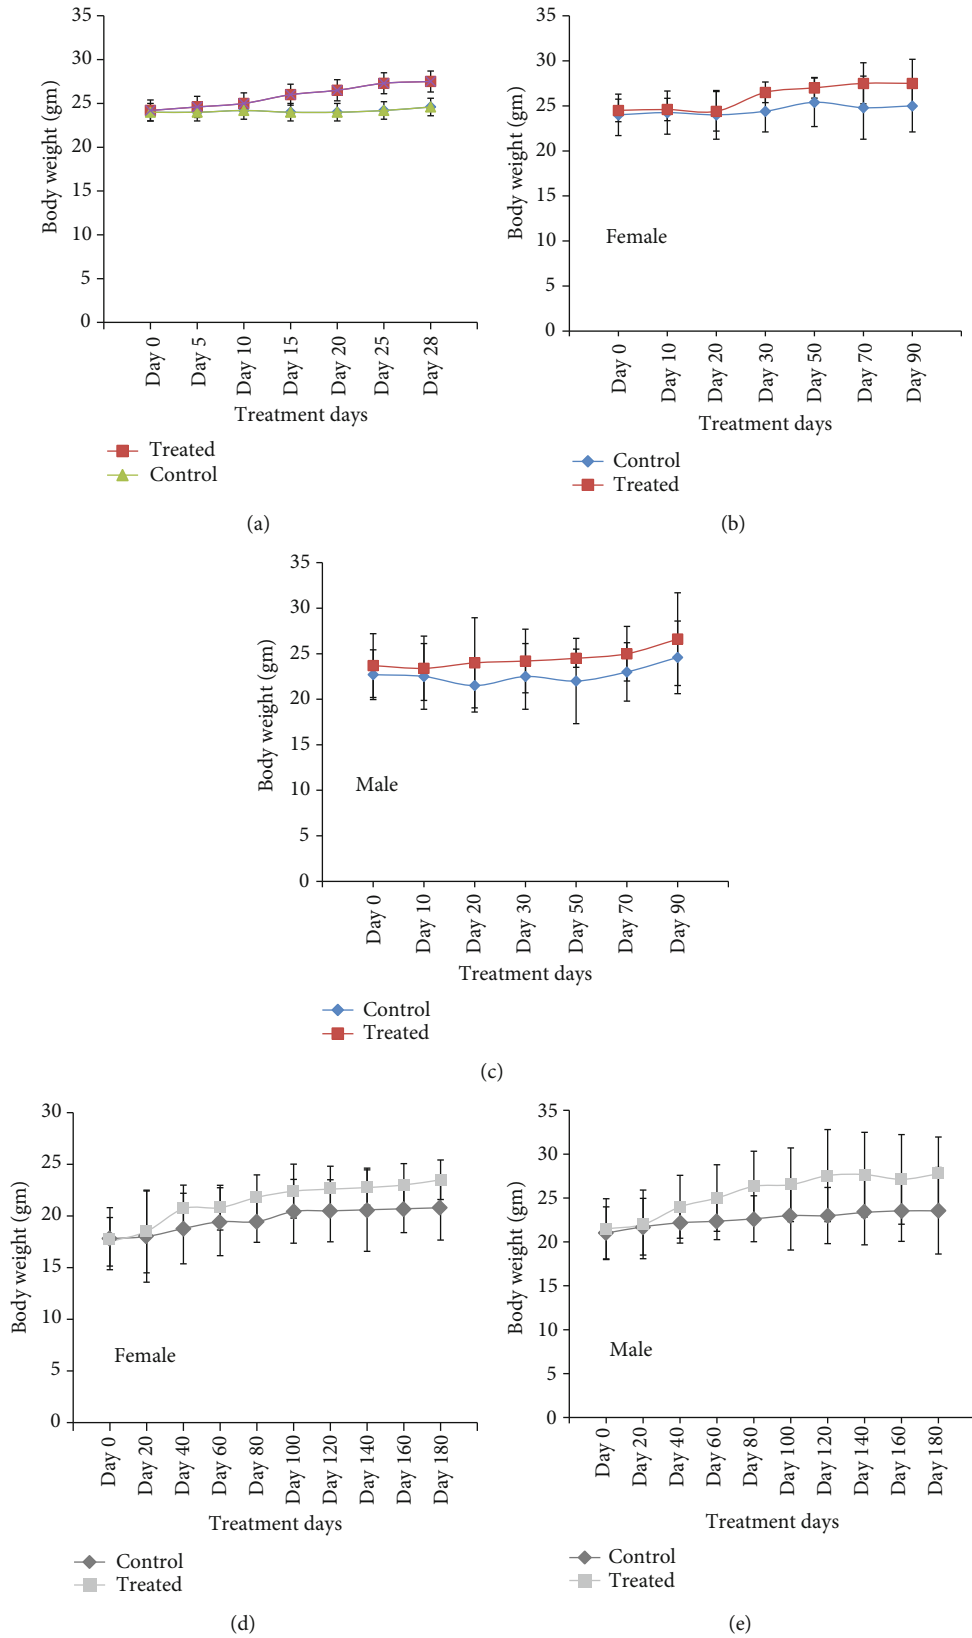 35
30
25
20
15
10
5
0
Body weight (gm)
Day 0
Day 5
Day 10
Day 15
Day 20
Day 25
Day 28
Treatment days
Treated
Control
(a)
35
30
25
20
15
10
5
0
Body weight (gm)
Female
Day 0
Day 10
Day 20
Day 30
Day 50
Day 70
Day 90
Treatment days
Control
Treated
(b)
35
30
25
20
15
10
5
0
Body weight (gm)
Male
Day 0
Day 10
Day 20
Day 30
Day 50
Day 70
Day 90
Treatment days
Control
Treated
(c)
30
25
20
15
10
5
0
Body weight (gm)
Female
Day 0
Day 20
Day 40
Day 60
Day 80
Day 100
Day 120
Day 140
Day 160
Day 180
Treatment days
Control
Treated
(d)
35
30
25
20
15
10
5
0
Body weight (gm)
Male
Day 0
Day 20
Day 40
Day 60
Day 80
Day 100
Day 120
Day 140
Day 160
Day 180
Treatment days
Control
Treated
(e)